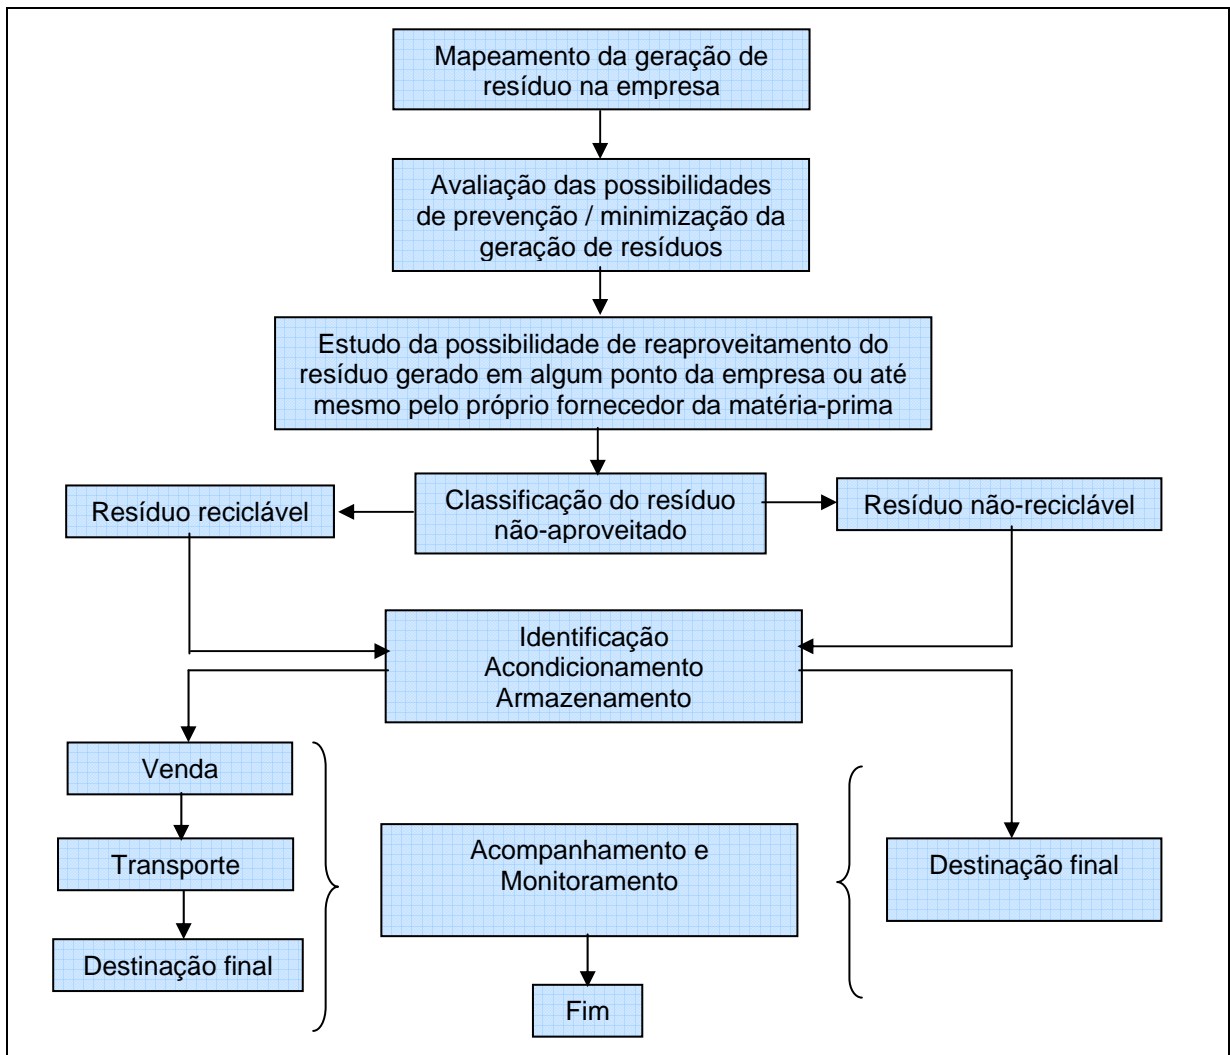 Mapeamento da geração de
resíduo na empresa
Avaliação das possibilidades
de prevenção / minimização da
geração de resíduos
Estudo da possibilidade de reaproveitamento do
resíduo gerado em algum ponto da empresa ou até
mesmo pelo próprio fornecedor da matéria-prima
Resíduo reciclável
Classificação do resíduo
não-aproveitado
Resíduo não-reciclável
Identificação
Acondicionamento
Armazenamento
Venda
Transporte
Destinação final
Acompanhamento e
Monitoramento
Destinação final
Fim